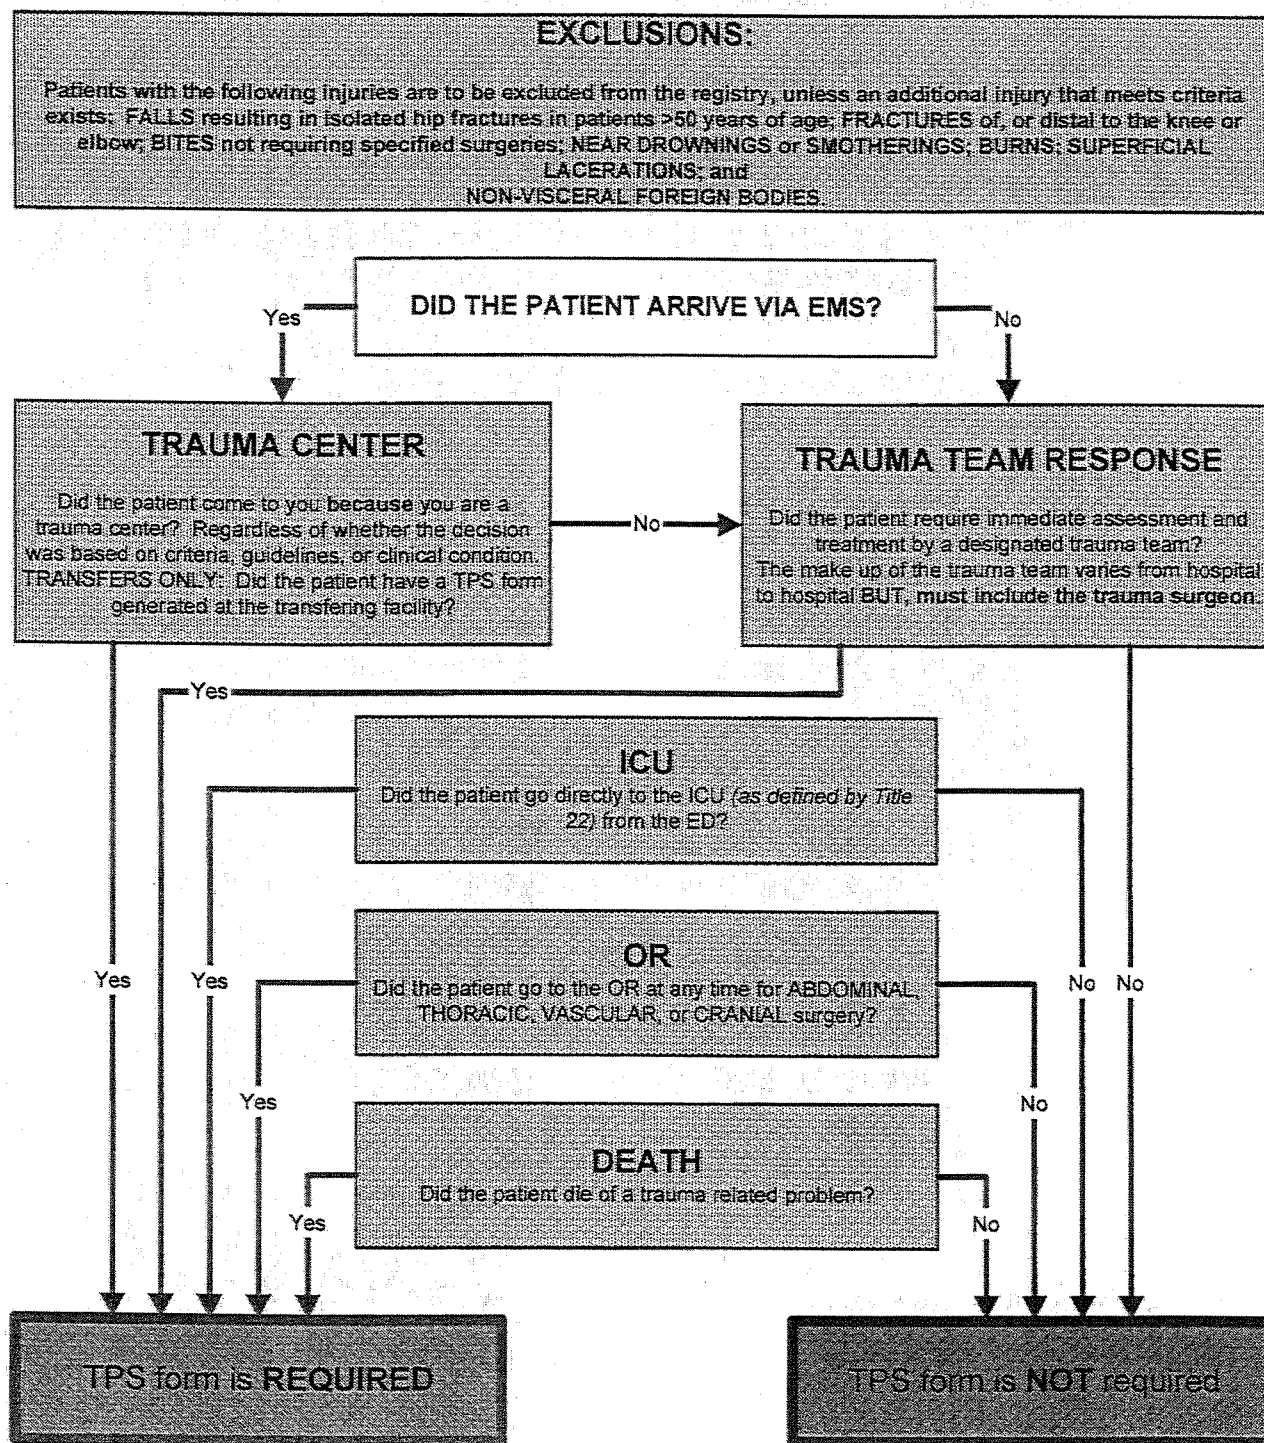 EXCLUSIONS:
Patients with the following injuries are to be excluded from the registry, unless an additional injury that meets criteria
exists: FALLS resulting in isolated hip fractures in patients >50 years of age; FRACTURES of, or distal to the knee or
elbow; BITES not requiring specified surgeries; NEAR DROWNINGS or SMOTHERINGS; BURNS; SUPERFICIAL
LACERATIONS; and
NON-VISCERAL FOREIGN BODIES.
DID THE PATIENT ARRIVE VIA EMS?
Yes
No
TRAUMA CENTER
Did the patient come to you because you are a
trauma center? Regardless of whether the decision
was based on criteria, guidelines, or clinical condition.
TRANSFERS ONLY: Did the patient have a TPS form
generated at the transfering facility?
No
TRAUMA TEAM RESPONSE
Did the patient require immediate assessment and
treatment by a designated trauma team?
The make up of the trauma team varies from hospital
to hospital BUT, must include the trauma surgeon.
Yes
ICU
Did the patient go directly to the ICU (as defined by Title
22) from the ED?
OR
Did the patient go to the OR at any time for ABDOMINAL,
THORACIC, VASCULAR, or CRANIAL surgery?
Yes
Yes
No
No
Yes
No
DEATH
Did the patient die of a trauma related problem?
Yes
No
TPS form is REQUIRED
TPS form is NOT required